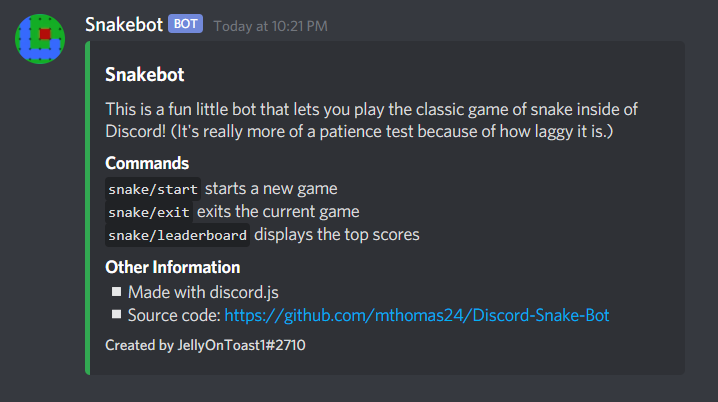 Snakebot BOT Today at 10:21 PM
Snakebot
This is a fun little bot that lets you play the classic game of snake inside of
Discord! (It's really more of a patience test because of how laggy it is.)
Commands
snake/start starts a new game
snake/exit exits the current game
snake/leaderboard displays the top scores
Other Information
Made with discord.js
Source code: https://github.com/mthomas24/Discord-Snake-Bot
Created by JellyOnToast1#2710